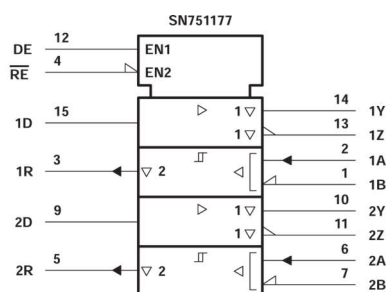 SN751177
DE 12 EN1
RE 4 EN2
1D 15 ▷ 1 ▽ 14 1Y
1 ▽ 13 1Z
1R 3 ▽ 2 ◁ 2 1A
1 1B
2D 9 ▷ 1 ▽ 10 2Y
1 ▽ 11 2Z
2R 5 ▽ 2 ◁ 6 2A
7 2B